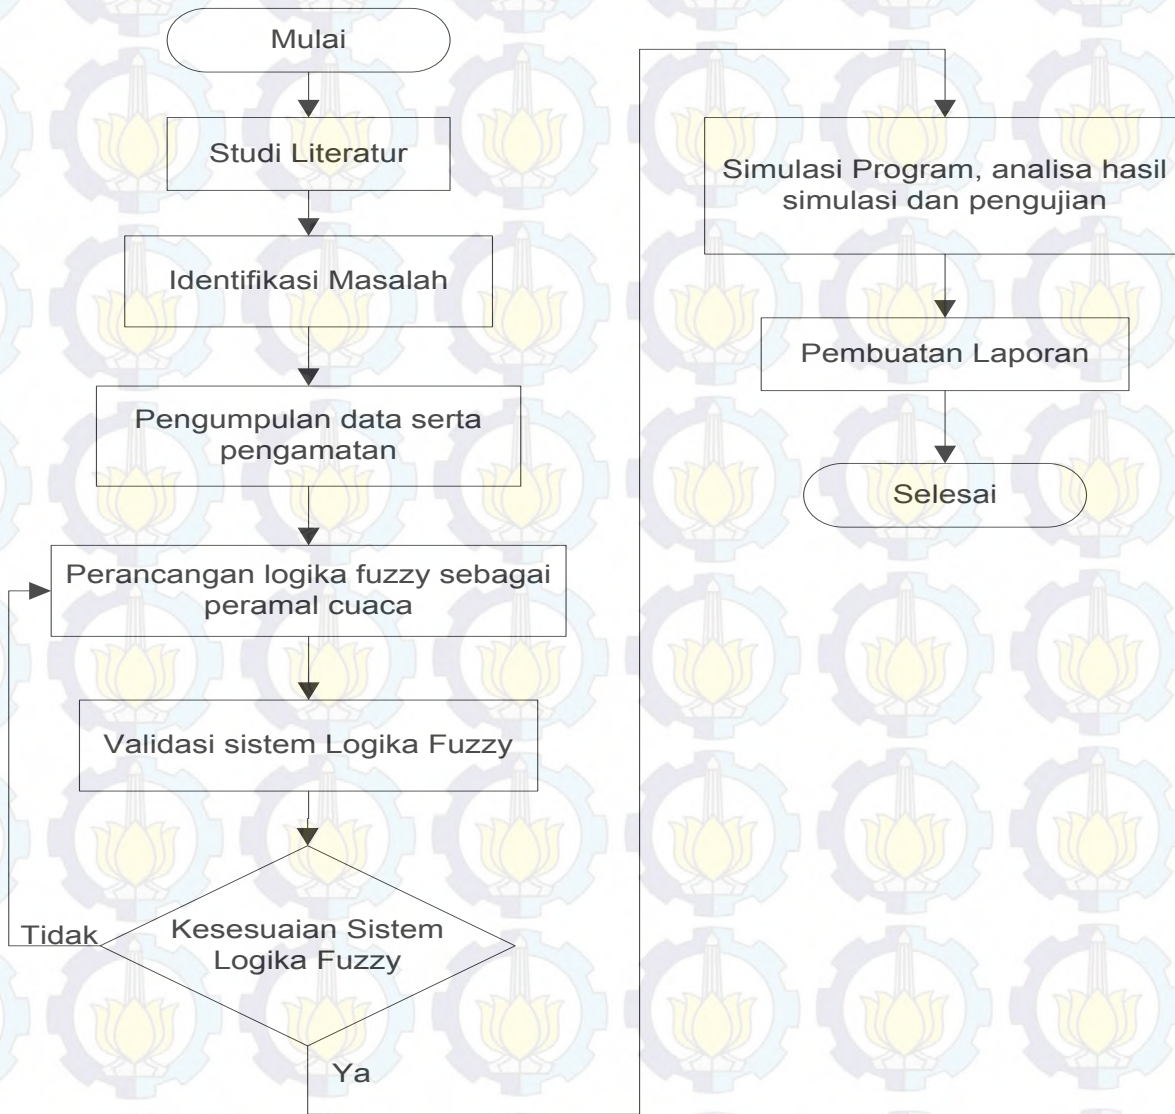 Mulai
Studi Literatur
Identifikasi Masalah
Pengumpulan data serta
pengamatan
Perancangan logika fuzzy sebagai
peramal cuaca
Validasi sistem Logika Fuzzy
Kesesuaian Sistem
Logika Fuzzy
Tidak
Ya
Simulasi Program, analisa hasil
simulasi dan pengujian
Pembuatan Laporan
Selesai